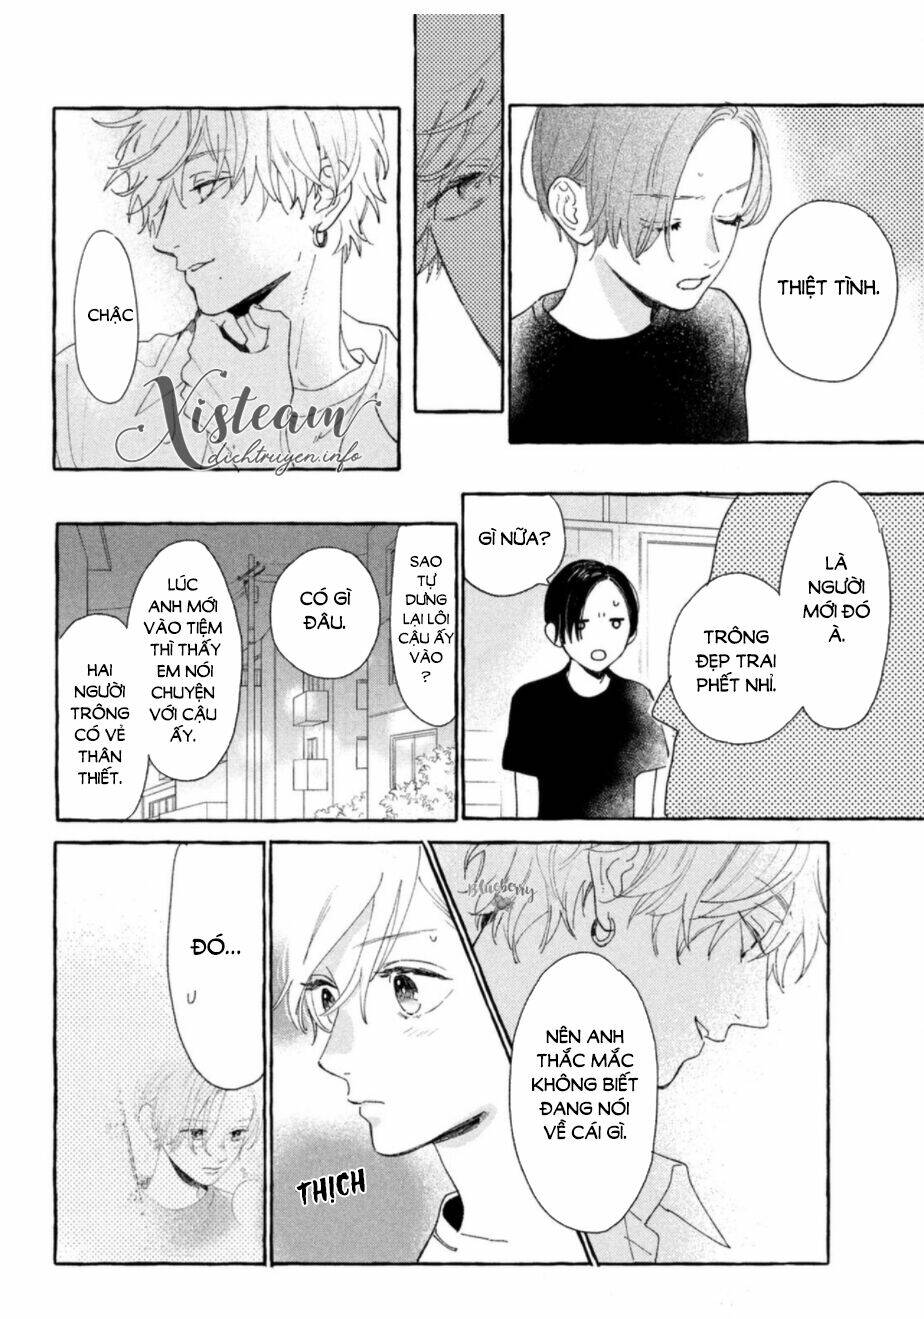 THIỆT TÌNH.
CHẬC
Xisteam
dichtruyen.info
LÀ
NGƯỜI
MỚI ĐÓ
À.
TRÔNG
ĐẸP TRAI
PHẾT NHỈ.
GÌ NỮA?
SAO
TỰ
DƯNG
LẠI LÔI
CẬU ẤY
VÀO
?
CÓ GÌ
ĐÂU.
LÚC
ANH MỚI
VÀO TIỆM
THÌ THẤY
EM NÓI
CHUYỆN
VỚI CẬU
ẤY.
HAI
NGƯỜI
TRÔNG
CÓ VẺ
THÂN
THIẾT.
Blueberry
NÊN ANH
THẮC MẮC
KHÔNG BIẾT
ĐANG NÓI
VỀ CÁI GÌ.
THỊCH
ĐÓ...